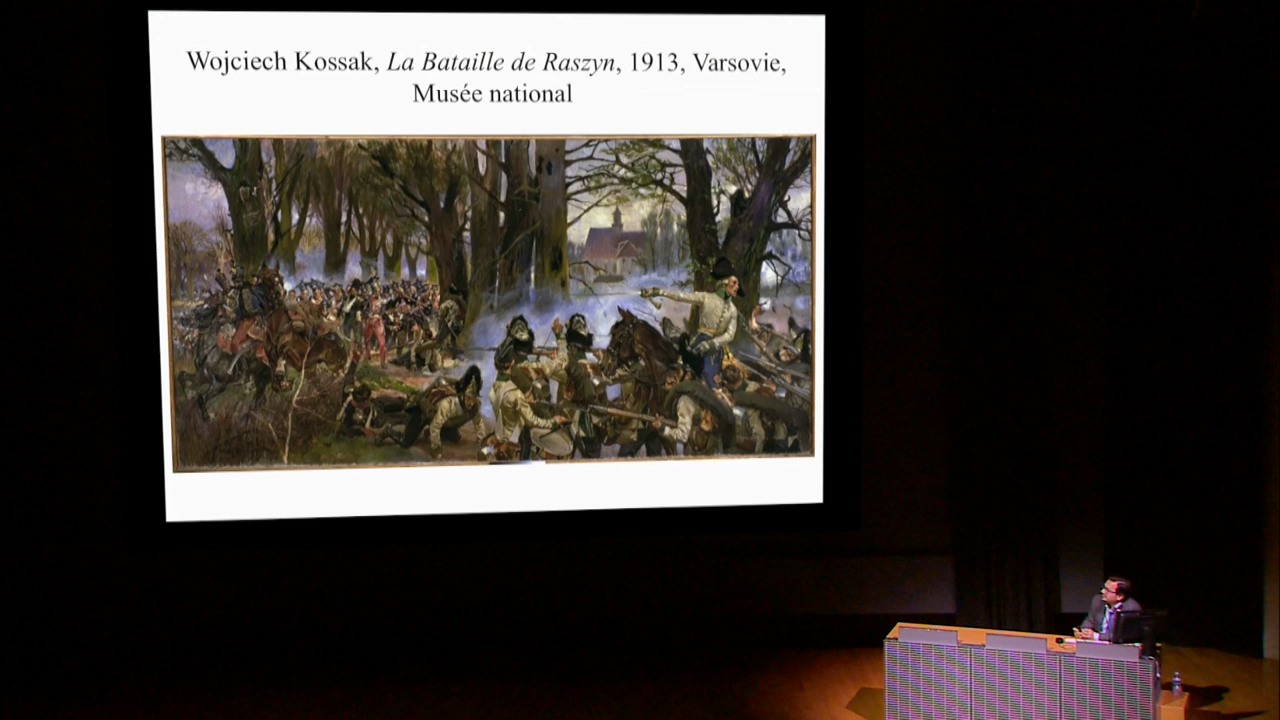 Wojciech Kossak, La Bataille de Raszyn, 1913, Varsovie,
Musée national